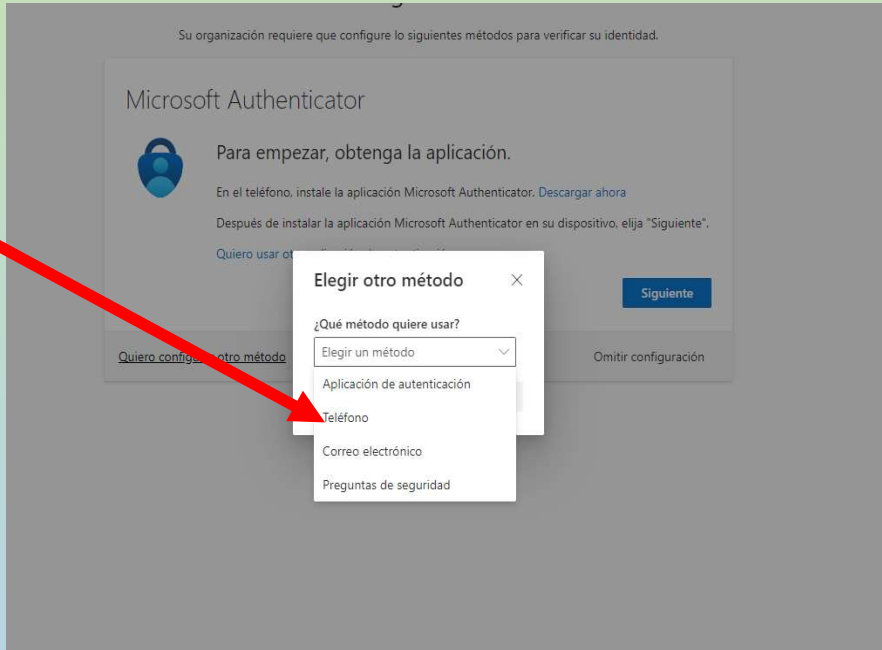 Su organización requiere que configure lo siguientes métodos para verificar su identidad.
Microsoft Authenticator
Para empezar, obtenga la aplicación.
En el teléfono, instale la aplicación Microsoft Authenticator. Descargar ahora
Después de instalar la aplicación Microsoft Authenticator en su dispositivo, elija "Siguiente".
Quiero usar
Elegir otro método
Siguiente
¿Qué método quiere usar?
Quiero otro método
Elegir un método
Omitir configuración
Aplicación de autenticación
Teléfono
Correo electrónico
Preguntas de seguridad